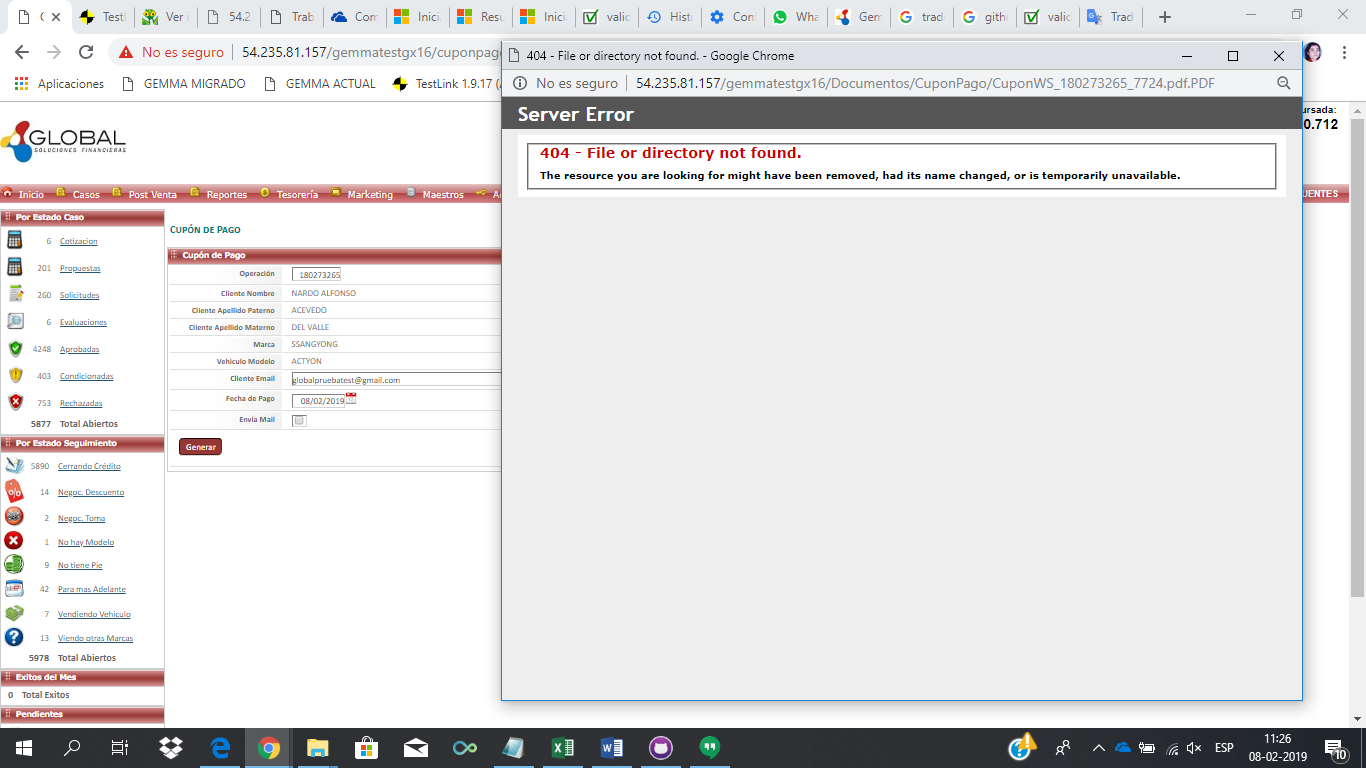 C
Testl
Ver i
54.2
Trab
Con
Inicia
Resu
Inicia
valid
Histo
Con
Wha
Gem
tradu
githu
valid
Trad
No es seguro
54.235.81.157/gemmatestgx16/cuponpago
Aplicaciones
GEMMA MIGRADO
GEMMA ACTUAL
TestLink 1.9.17 (
404 - File or directory not found. - Google Chrome
No es seguro
54.235.81.157/gemmatestgx16/Documentos/CuponPago/CuponWS_180273265_7724.pdf.PDF
Server Error
404 - File or directory not found.
The resource you are looking for might have been removed, had its name changed, or is temporarily unavailable.
ursada:
0.712
GLOBAL
SOLUCIONES FINANCIERAS
Inicio Casos Post Venta Reportes Tesorería Marketing Maestros
UENTES
Por Estado Caso
6 Cotizacion
201 Propuestas
260 Solicitudes
6 Evaluaciones
4248 Aprobadas
403 Condicionadas
753 Rechazadas
5877 Total Abiertos
Por Estado Seguimiento
5890 Cerrando Crédito
14 Negoc. Descuento
2 Negoc. Toma
1 No hay Modelo
9 No tiene Pie
42 Para mas Adelante
7 Vendiendo Vehiculo
13 Viendo otras Marcas
5978 Total Abiertos
Exitos del Mes
0 Total Exitos
Pendientes
CUPÓN DE PAGO
Cupón de Pago
Operación 180273265
Cliente Nombre NARDO ALFONSO
Cliente Apellido Paterno ACEVEDO
Cliente Apellido Materno DEL VALLE
Marca SSANGYONG
Vehiculo Modelo ACTYON
Cliente Email globalpruebatest@gmail.com
Fecha de Pago 08/02/2019
Envía Mail
Generar
ESP
11:26
08-02-2019
10